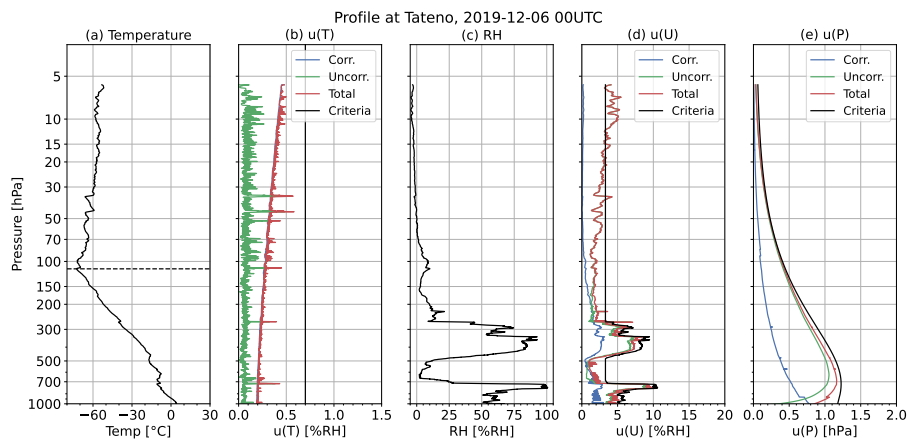 Profile at Tateno, 2019-12-06 00UTC
(a) Temperature
(b) u(T)
(c) RH
(d) u(U)
(e) u(P)
Corr.
Uncorr.
Total
Criteria
Corr.
Uncorr.
Total
Criteria
Corr.
Uncorr.
Total
Criteria
Pressure [hPa]
5
10
15
20
30
50
70
100
150
200
300
500
700
1000
−60
−30
0
30
0.0
0.5
1.0
1.5
0
25
50
75
100
0
5
10
15
20
0.0
0.5
1.0
1.5
2.0
Temp [°C]
u(T) [%RH]
RH [%RH]
u(U) [%RH]
u(P) [hPa]